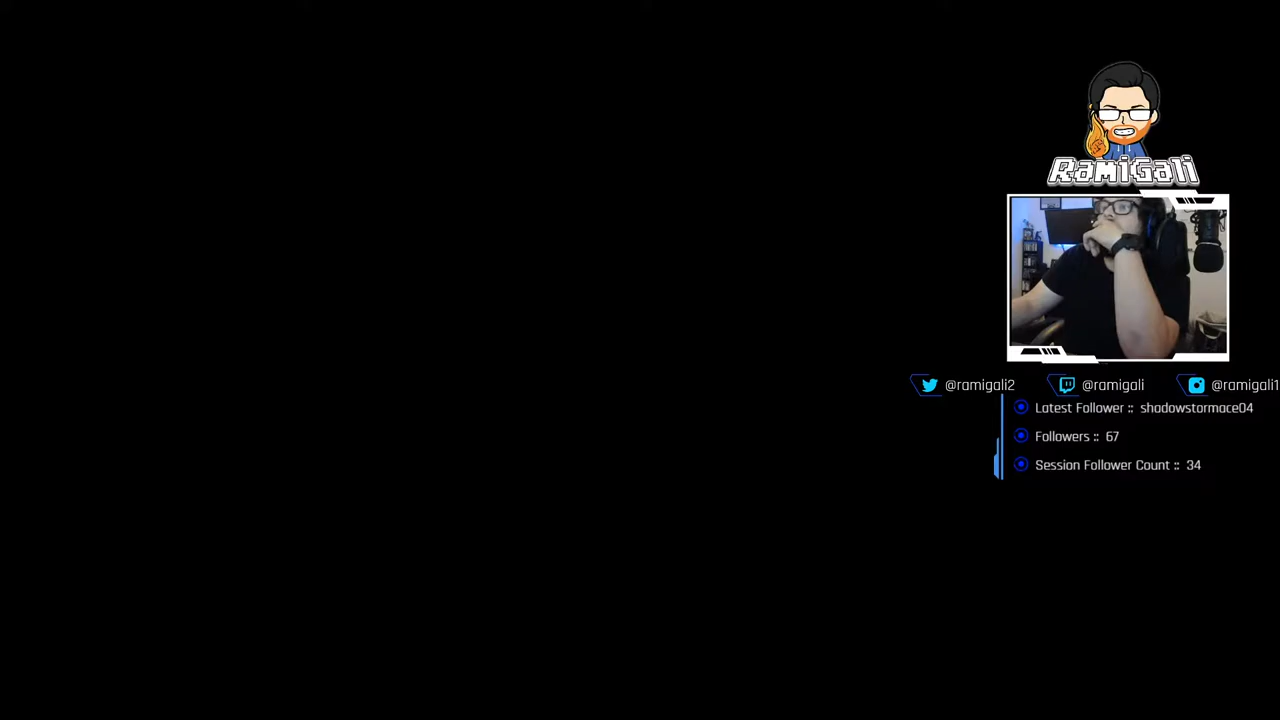 RamiGali
@ramigali2 @ramigali @ramigali1
Latest Follower :: shadowstormace04
Followers :: 67
Session Follower Count :: 34